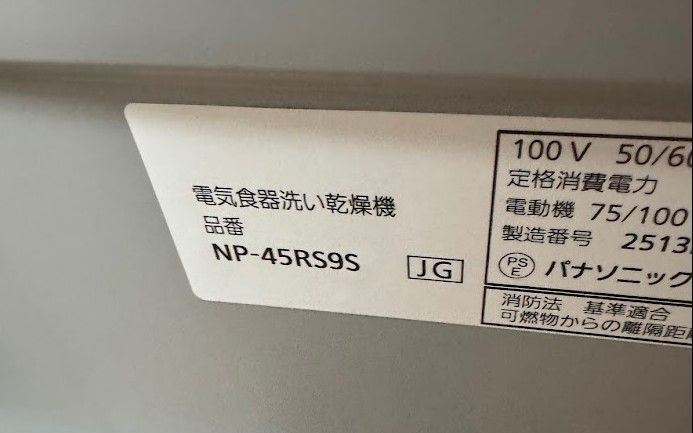 電気食器洗い乾燥機
品番
NP-45RS9S
JG
100V 50/60
定格消費電力
電動機 75/100
製造番号 2513
PS
E
パナソニック
消防法 基準適合
可燃物からの離隔距